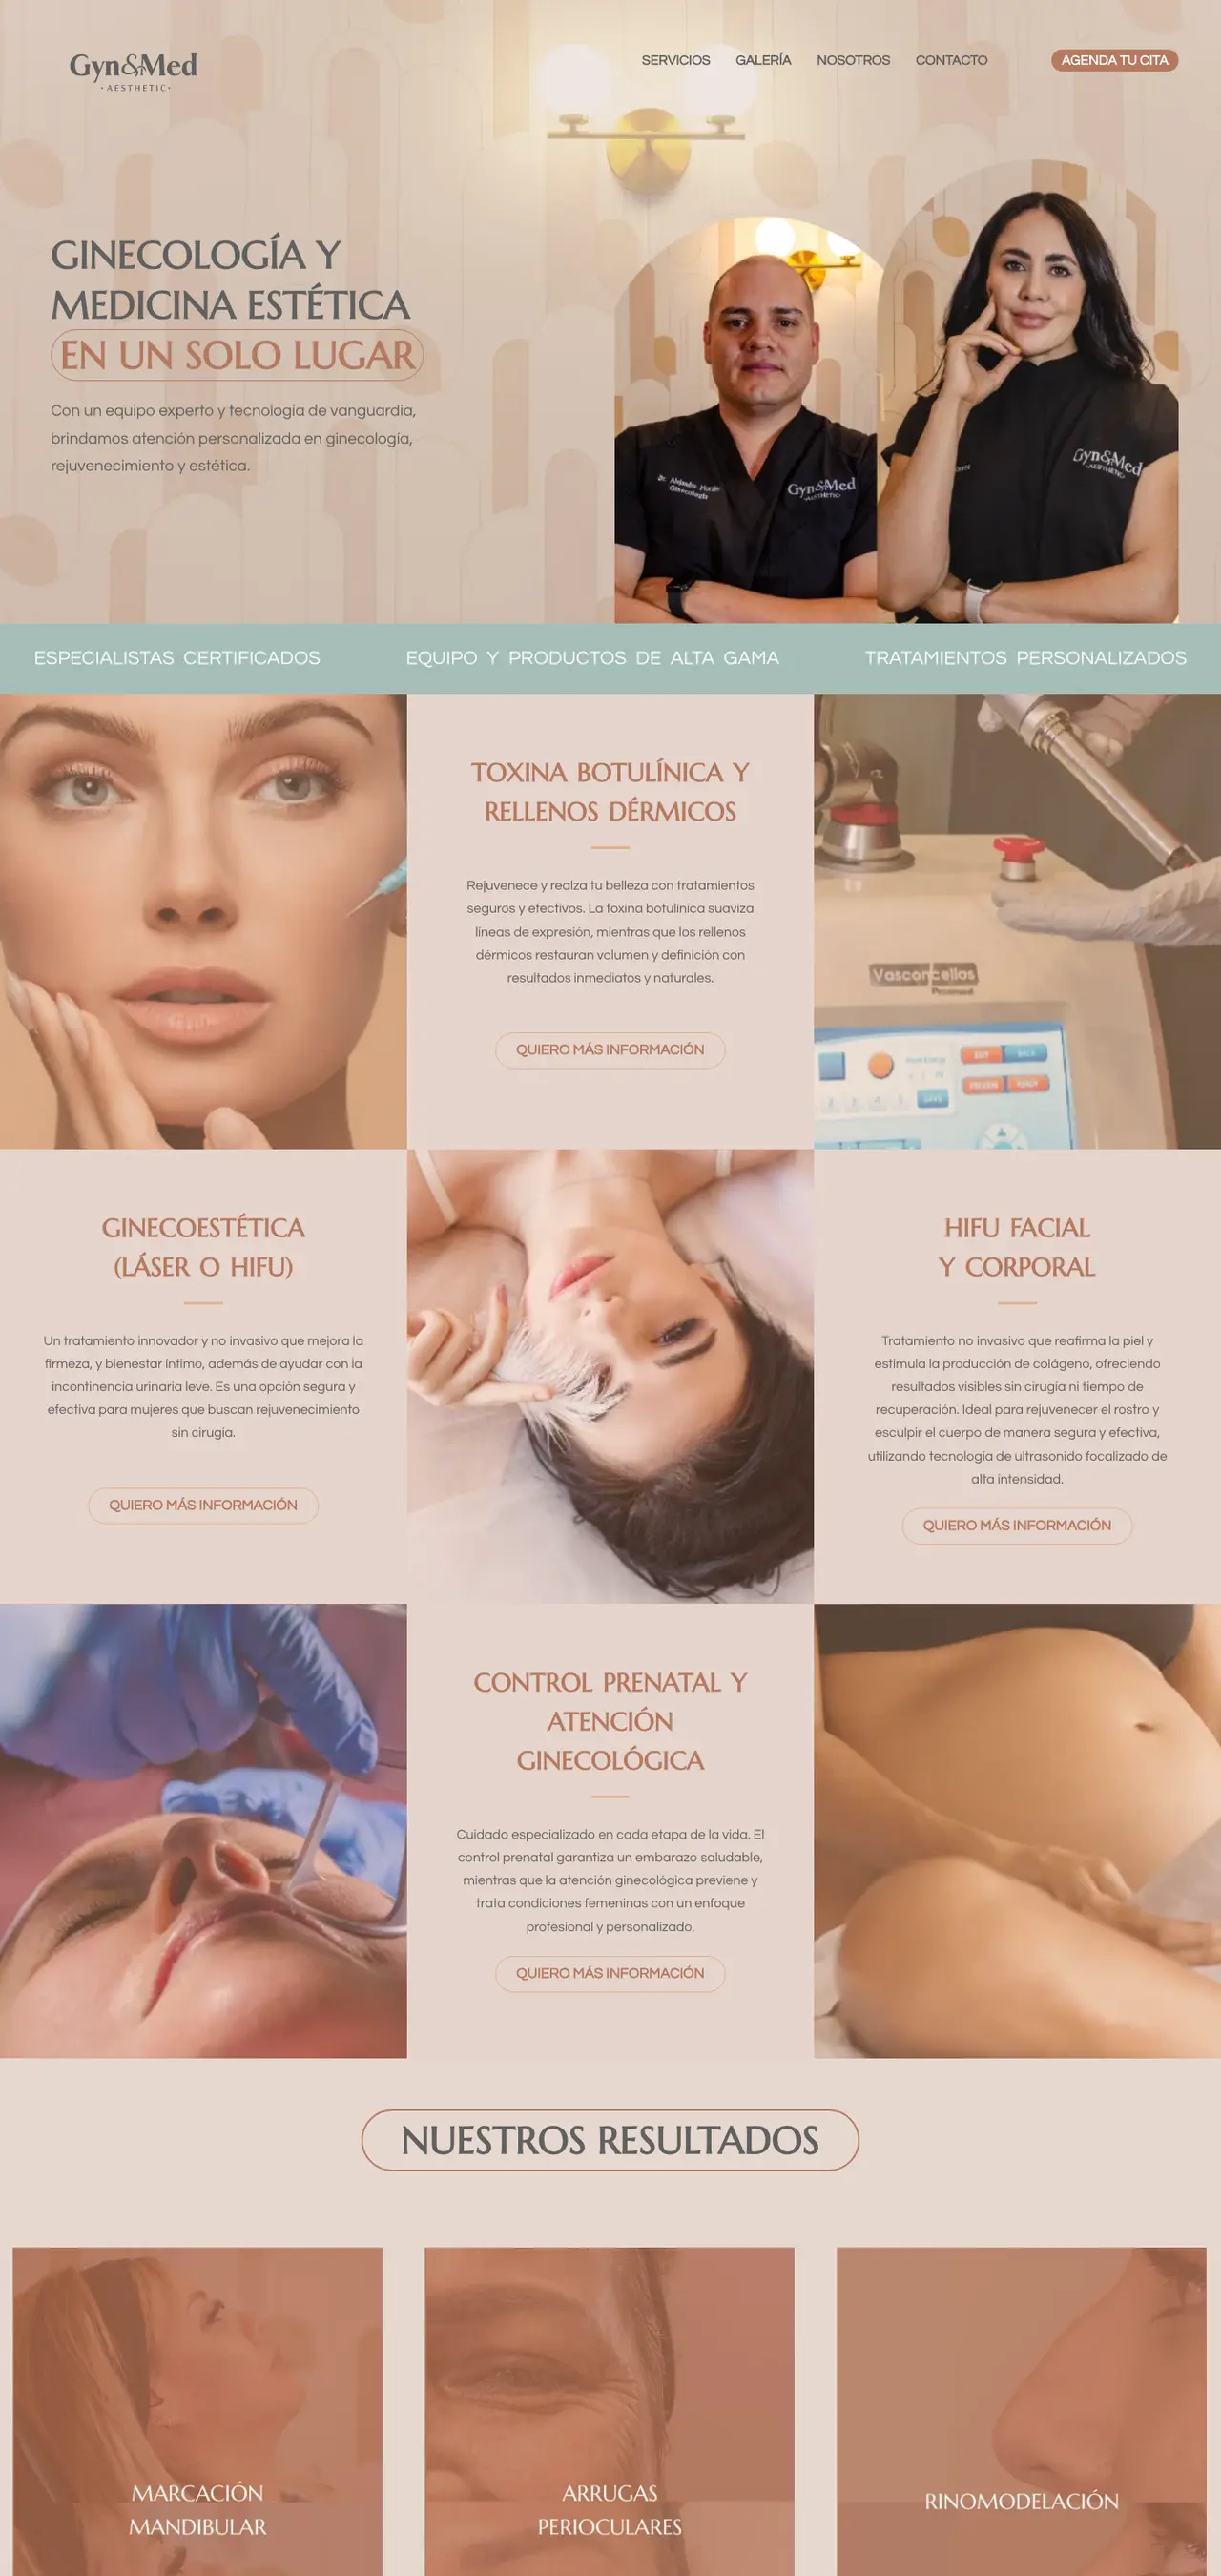 Gyn&Med
• AESTHETIC •
SERVICIOS
GALERÍA
NOSOTROS
CONTACTO
AGENDA TU CITA
GINECOLOGÍA Y
MEDICINA ESTÉTICA
EN UN SOLO LUGAR
Con un equipo experto y tecnología de vanguardia,
brindamos atención personalizada en ginecología,
rejuvenecimiento y estética.
Gyn&Med
AESTHETIC
Gyn&Med
AESTHETIC
ESPECIALISTAS CERTIFICADOS
EQUIPO Y PRODUCTOS DE ALTA GAMA
TRATAMIENTOS PERSONALIZADOS
TOXINA BOTULÍNICA Y
RELLENOS DÉRMICOS
Rejuvenece y realza tu belleza con tratamientos
seguros y efectivos. La toxina botulínica suaviza
líneas de expresión, mientras que los rellenos
dérmicos restauran volumen y definición con
resultados inmediatos y naturales.
QUIERO MÁS INFORMACIÓN
Vasconcellos
GINECOESTÉTICA
(LÁSER O HIFU)
Un tratamiento innovador y no invasivo que mejora la
firmeza, y bienestar íntimo, además de ayudar con la
incontinencia urinaria leve. Es una opción segura y
efectiva para mujeres que buscan rejuvenecimiento
sin cirugía.
QUIERO MÁS INFORMACIÓN
HIFU FACIAL
Y CORPORAL
Tratamiento no invasivo que reafirma la piel y
estimula la producción de colágeno, ofreciendo
resultados visibles sin cirugía ni tiempo de
recuperación. Ideal para rejuvenecer el rostro y
esculpir el cuerpo de manera segura y efectiva,
utilizando tecnología de ultrasonido focalizado de
alta intensidad.
QUIERO MÁS INFORMACIÓN
CONTROL PRENATAL Y
ATENCIÓN
GINECOLÓGICA
Cuidado especializado en cada etapa de la vida. El
control prenatal garantiza un embarazo saludable,
mientras que la atención ginecológica previene y
trata condiciones femeninas con un enfoque
profesional y personalizado.
QUIERO MÁS INFORMACIÓN
NUESTROS RESULTADOS
MARCACIÓN
MANDIBULAR
ARRUGAS
PERIOCULARES
RINOMODELACIÓN